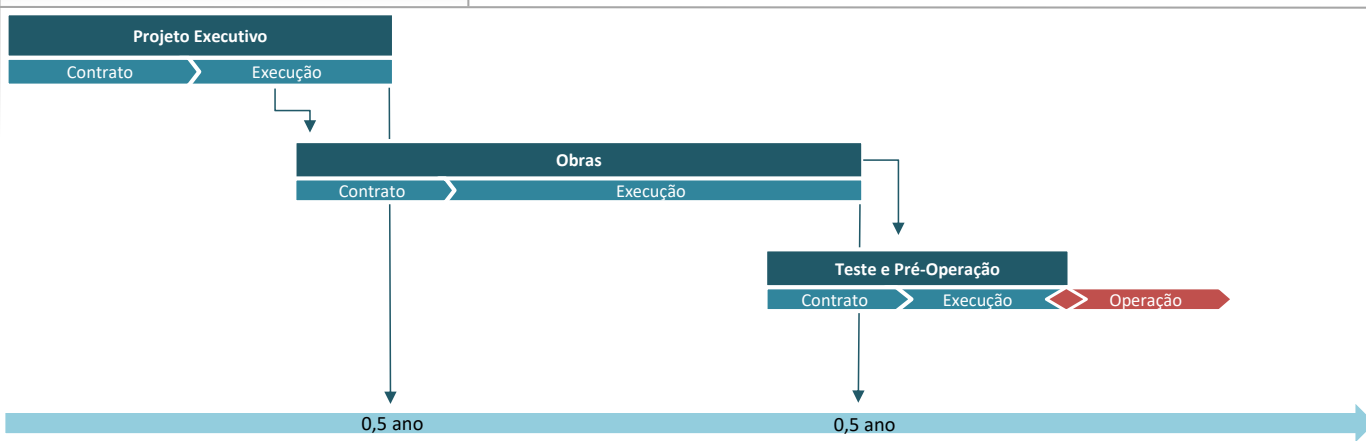 Projeto Executivo
Contrato Execução
Obras
Contrato Execução
Teste e Pré-Operação
Contrato Execução Operação
0,5 ano 0,5 ano